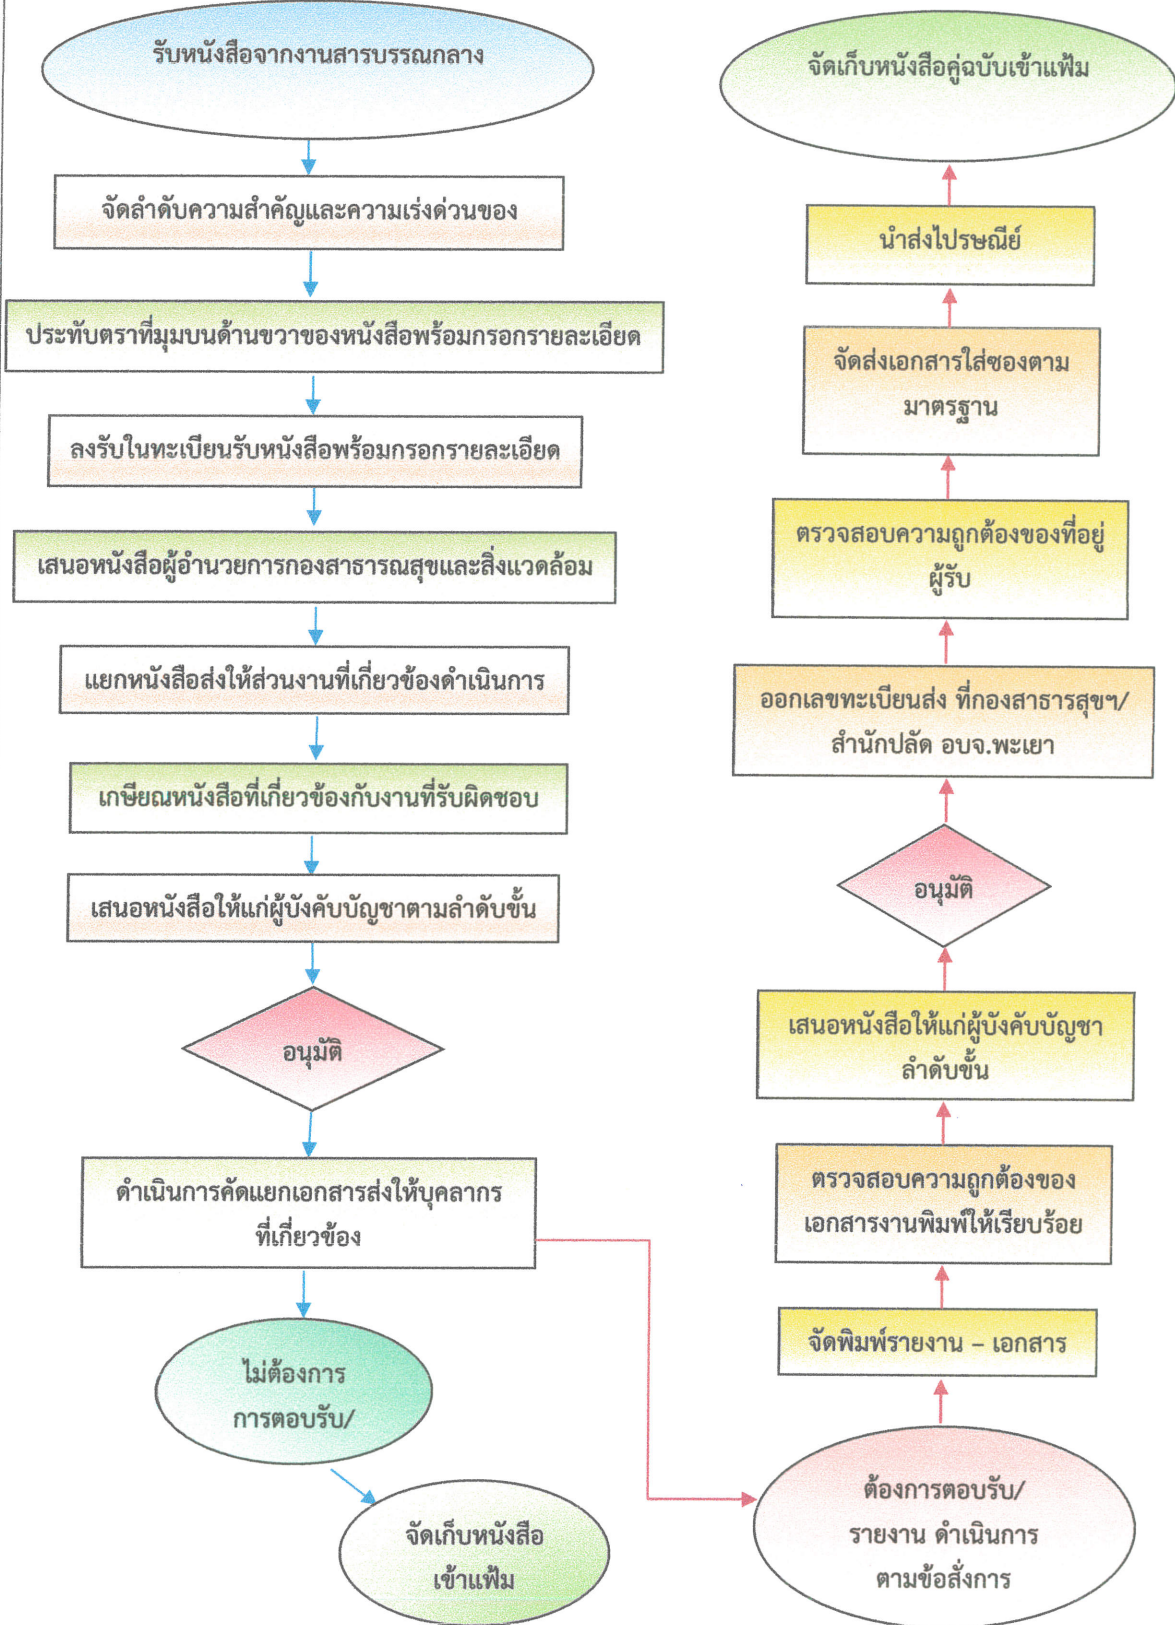 รับหนังสือจากงานสารบรรณกลาง
จัดลำดับความสำคัญและความเร่งด่วนของ
ประทับตราที่มุมบนด้านขวาของหนังสือพร้อมกรอกรายละเอียด
ลงรับในทะเบียนรับหนังสือพร้อมกรอกรายละเอียด
เสนอหนังสือผู้อำนวยการกองสาธารณสุขและสิ่งแวดล้อม
แยกหนังสือส่งให้ส่วนงานที่เกี่ยวข้องดำเนินการ
เกษียณหนังสือที่เกี่ยวข้องกับงานที่รับผิดชอบ
เสนอหนังสือให้แก่ผู้บังคับบัญชาตามลำดับขั้น
อนุมัติ
ดำเนินการคัดแยกเอกสารส่งให้บุคลากร
ที่เกี่ยวข้อง
ไม่ต้องการ
การตอบรับ/
จัดเก็บหนังสือ
เข้าแฟ้ม
จัดเก็บหนังสือคู่ฉบับเข้าแฟ้ม
นำส่งไปรษณีย์
จัดส่งเอกสารใส่ซองตาม
มาตรฐาน
ตรวจสอบความถูกต้องของที่อยู่
ผู้รับ
ออกเลขทะเบียนส่ง ที่กองสาธารสุขฯ/
สำนักปลัด อบจ.พะเยา
อนุมัติ
เสนอหนังสือให้แก่ผู้บังคับบัญชา
ลำดับขั้น
ตรวจสอบความถูกต้องของ
เอกสารงานพิมพ์ให้เรียบร้อย
จัดพิมพ์รายงาน – เอกสาร
ต้องการตอบรับ/
รายงาน ดำเนินการ
ตามข้อสั่งการ